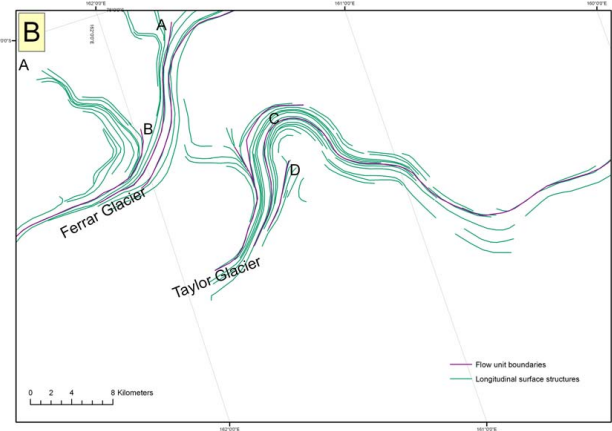 162°0'0"E
161°0'0"E
160°0'0"E
B
A
A
B
C
D
Ferrar Glacier
Taylor Glacier
Flow unit boundaries
Longitudinal surface structures
0 2 4 8 Kilometers
162°0'0"E
161°0'0"E